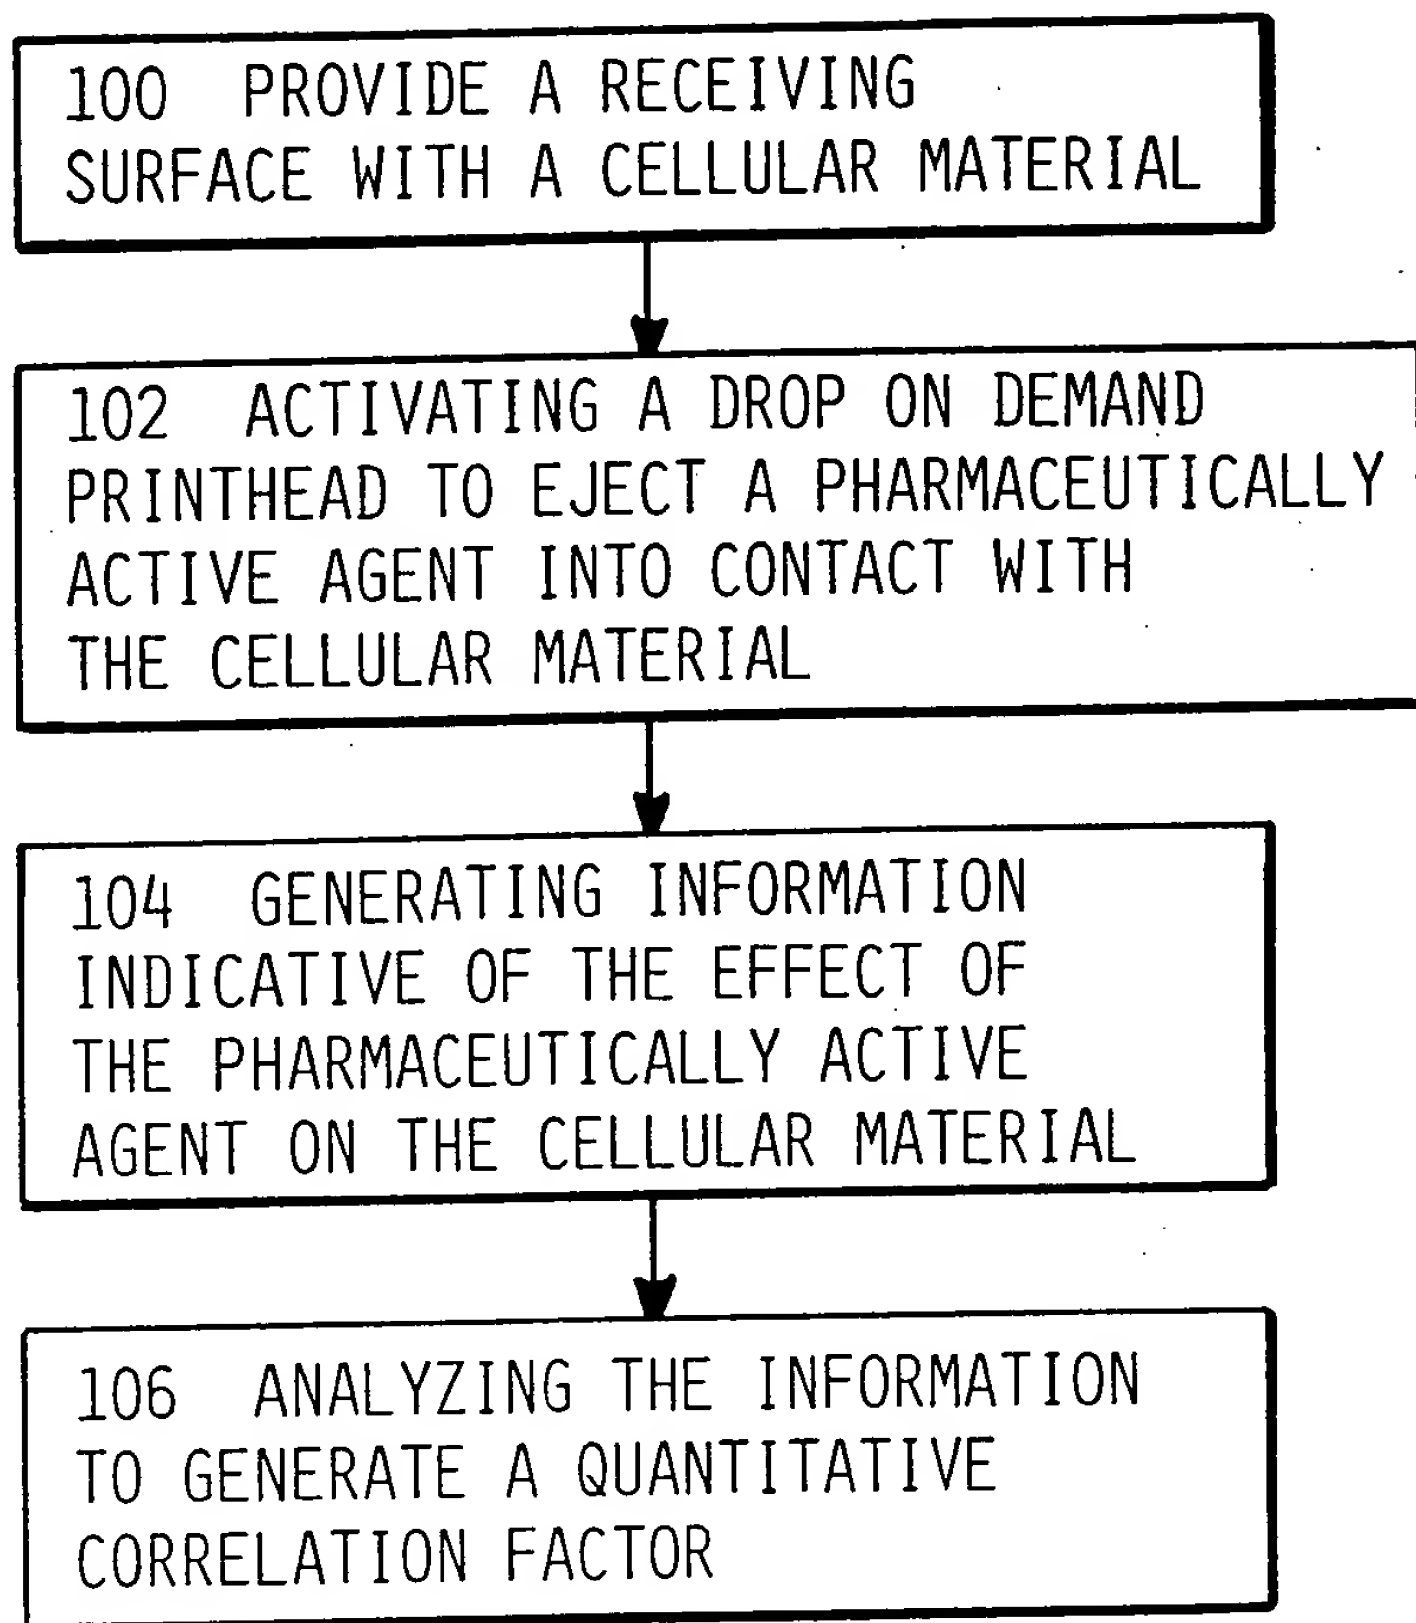 100 PROVIDE A RECEIVING
SURFACE WITH A CELLULAR MATERIAL
102 ACTIVATING A DROP ON DEMAND
PRINTHEAD TO EJECT A PHARMACEUTICALLY
ACTIVE AGENT INTO CONTACT WITH
THE CELLULAR MATERIAL
104 GENERATING INFORMATION
INDICATIVE OF THE EFFECT OF
THE PHARMACEUTICALLY ACTIVE
AGENT ON THE CELLULAR MATERIAL
106 ANALYZING THE INFORMATION
TO GENERATE A QUANTITATIVE
CORRELATION FACTOR